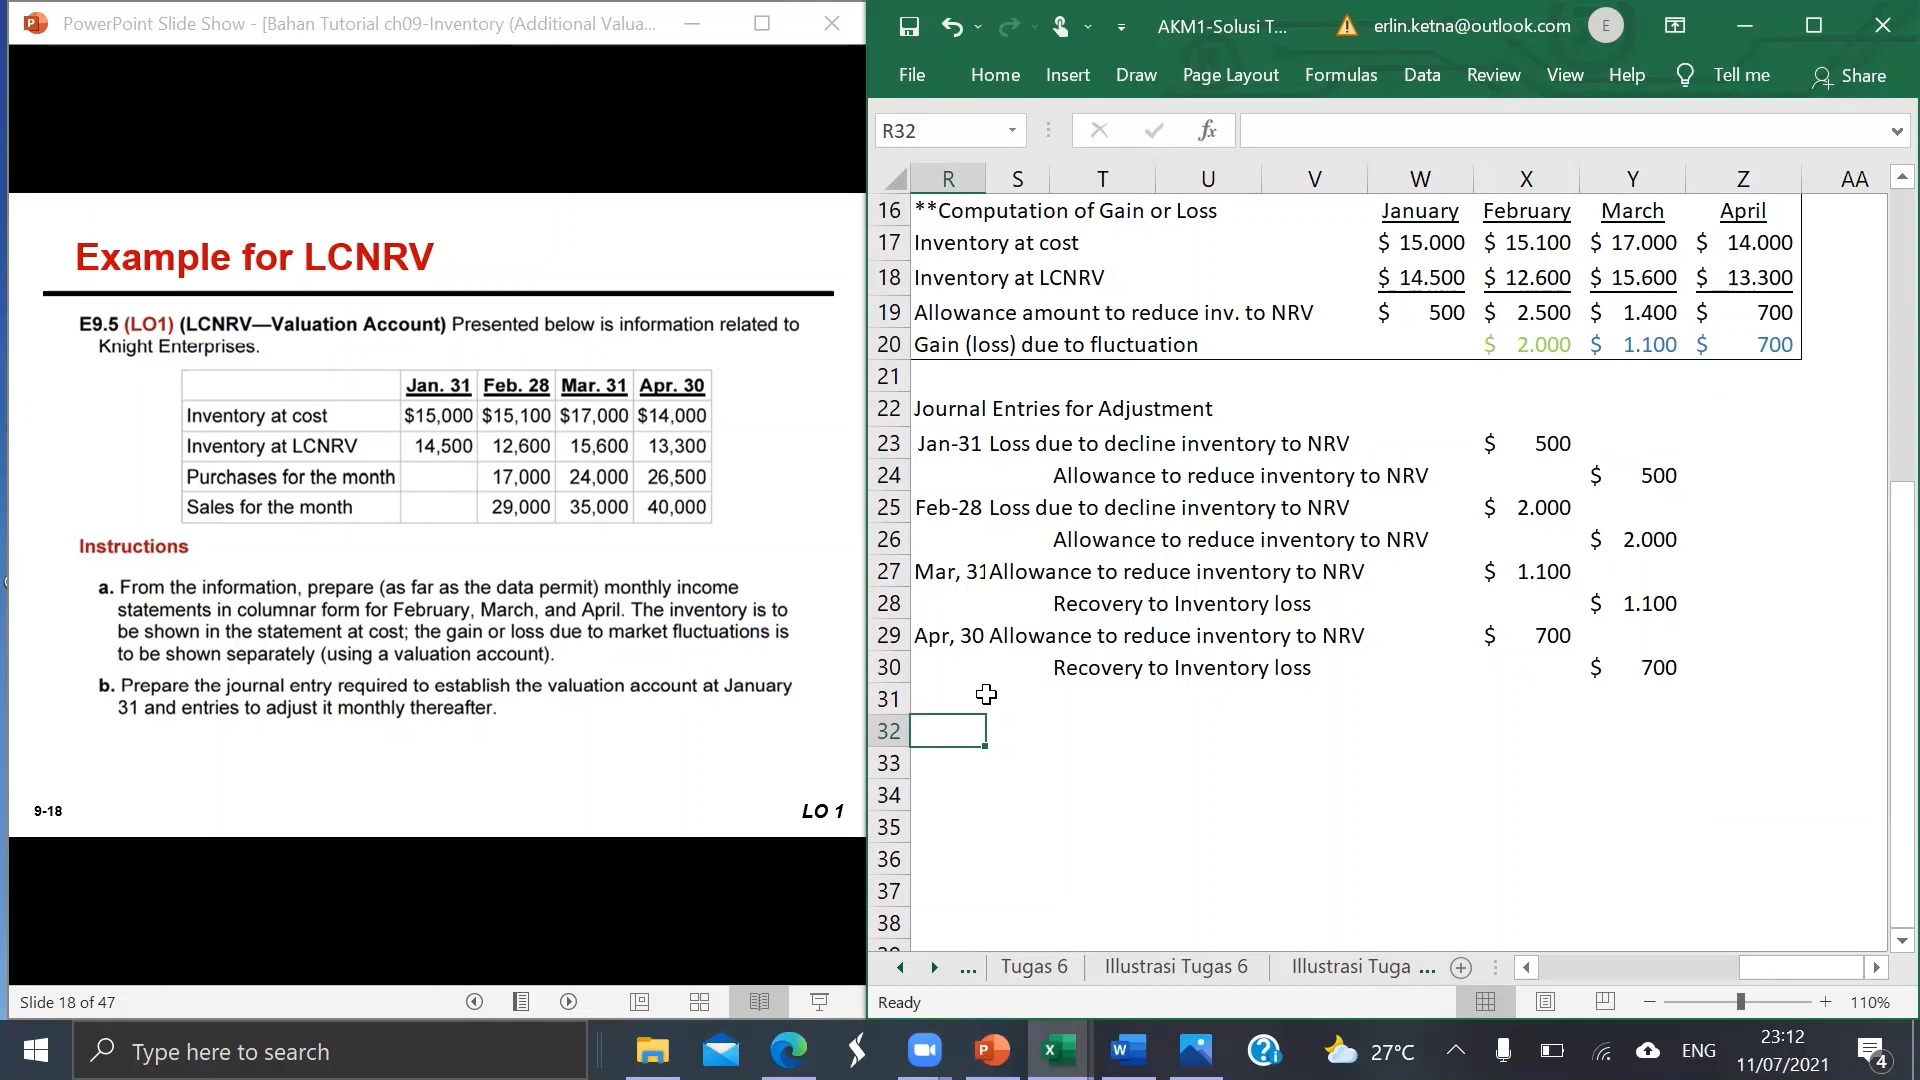 PowerPoint Slide Show - [Bahan Tutorial ch09-Inventory (Additional Valua...
Example for LCNRV
E9.5 (LO1) (LCNRV—Valuation Account) Presented below is information related to
Knight Enterprises.
Jan. 31 Feb. 28 Mar. 31 Apr. 30
Inventory at cost $15,000 $15,100 $17,000 $14,000
Inventory at LCNRV 14,500 12,600 15,600 13,300
Purchases for the month 17,000 24,000 26,500
Sales for the month 29,000 35,000 40,000
Instructions
a. From the information, prepare (as far as the data permit) monthly income
statements in columnar form for February, March, and April. The inventory is to
be shown in the statement at cost; the gain or loss due to market fluctuations is
to be shown separately (using a valuation account).
b. Prepare the journal entry required to establish the valuation account at January
31 and entries to adjust it monthly thereafter.
9-18 LO 1
Slide 18 of 47
AKM1-Solusi T... erlin.ketna@outlook.com E
File Home Insert Draw Page Layout Formulas Data Review View Help Tell me Share
R32 fx
R S T U V W X Y Z AA
16 **Computation of Gain or Loss January February March April
17 Inventory at cost $ 15.000 $ 15.100 $ 17.000 $ 14.000
18 Inventory at LCNRV $ 14.500 $ 12.600 $ 15.600 $ 13.300
19 Allowance amount to reduce inv. to NRV $ 500 $ 2.500 $ 1.400 $ 700
20 Gain (loss) due to fluctuation $ 2.000 $ 1.100 $ 700
21
22 Journal Entries for Adjustment
23 Jan-31 Loss due to decline inventory to NRV $ 500
24 Allowance to reduce inventory to NRV $ 500
25 Feb-28 Loss due to decline inventory to NRV $ 2.000
26 Allowance to reduce inventory to NRV $ 2.000
27 Mar, 31 Allowance to reduce inventory to NRV $ 1.100
28 Recovery to Inventory loss $ 1.100
29 Apr, 30 Allowance to reduce inventory to NRV $ 700
30 Recovery to Inventory loss $ 700
31
32
33
34
35
36
37
38
... Tugas 6 Illustrasi Tugas 6 Illustrasi Tuga ...
Ready 110%
Type here to search
27°C ENG 23:12
11/07/2021 4